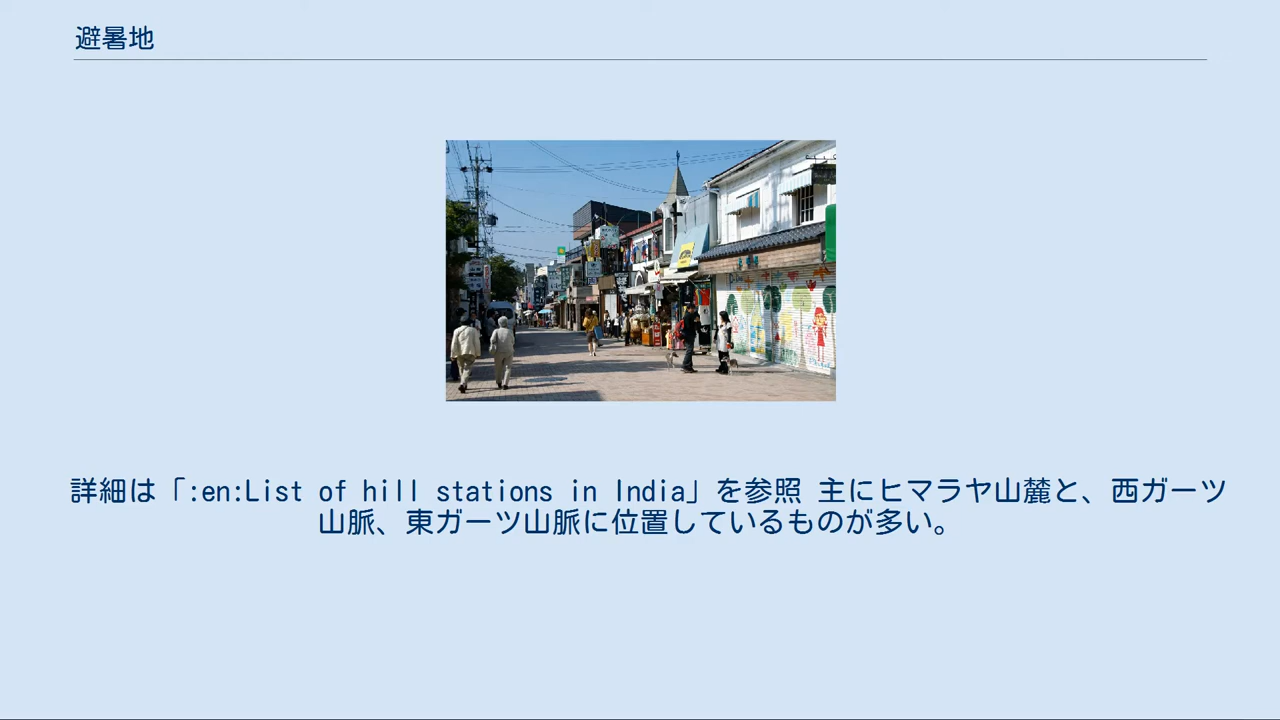 避暑地
詳細は「:en:List of hill stations in India」を参照 主にヒマラヤ山麓と、西ガーツ
山脈、東ガーツ山脈に位置しているものが多い。